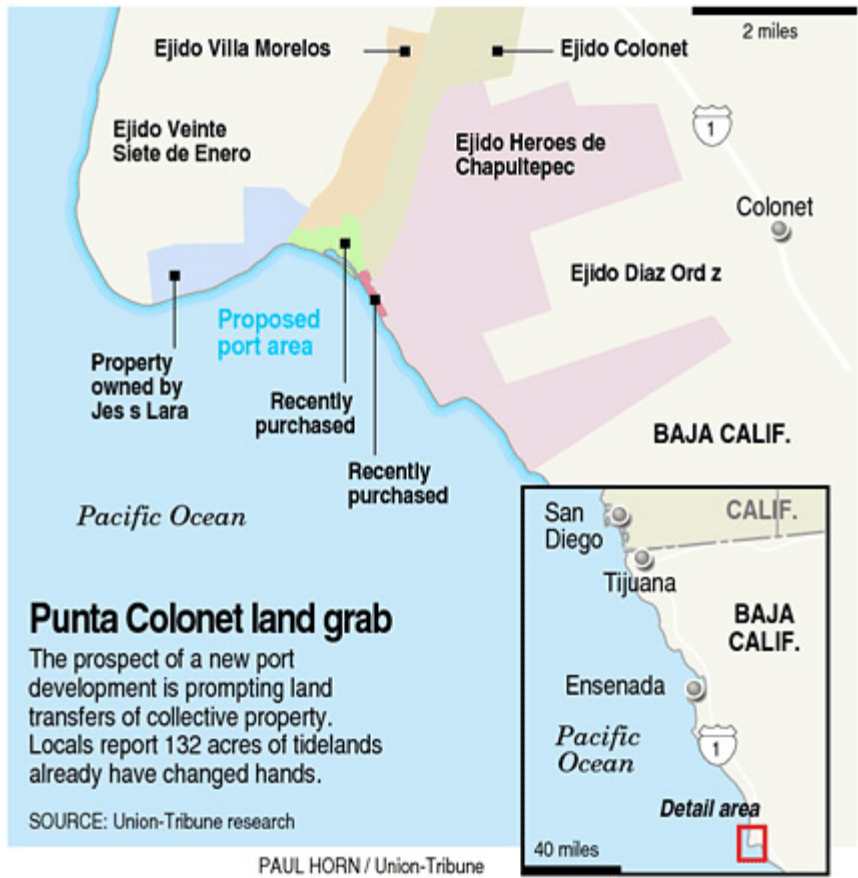 2 miles
Ejido Villa Morelos
Ejido Colonet
Ejido Veinte
Siete de Enero
Ejido Heroes de
Chapultepec
1
Colonet
Ejido Diaz Ord z
Proposed
port area
Property
owned by
Jes s Lara
Recently
purchased
Recently
purchased
BAJA CALIF.
Pacific Ocean
San
Diego
CALIF.
Tijuana
BAJA
CALIF.
Ensenada
Pacific
Ocean
1
Detail area
40 miles
Punta Colonet land grab
The prospect of a new port
development is prompting land
transfers of collective property.
Locals report 132 acres of tidelands
already have changed hands.
SOURCE: Union-Tribune research
PAUL HORN / Union-Tribune